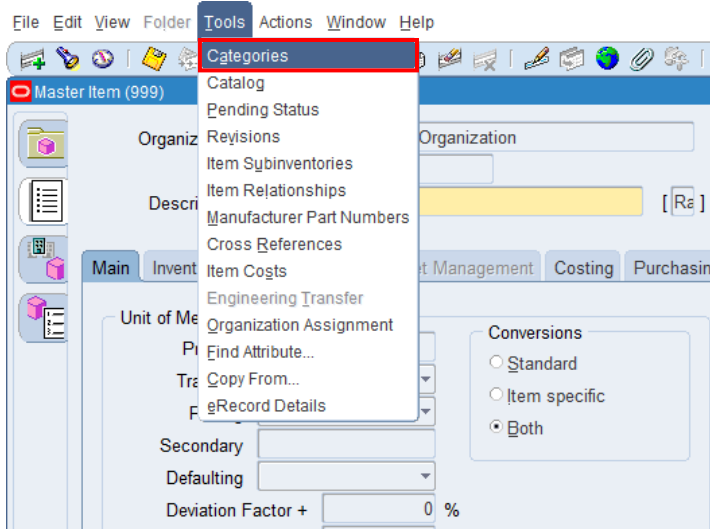 File Edit View Folder Tools Actions Window Help
Categories
Master Item (999)
Catalog
Pending Status
Organiz
Revisions
Organization
Item Subinventories
Item Relationships
Descri
[ Ra ]
Manufacturer Part Numbers
Cross References
Main Invent
Item Costs
et Management Costing Purchasin
Engineering Transfer
Unit of Me
Organization Assignment
Conversions
Pr
Find Attribute...
Standard
Tra
Copy From...
Item specific
eRecord Details
Both
Secondary
Defaulting
Deviation Factor + 0 %